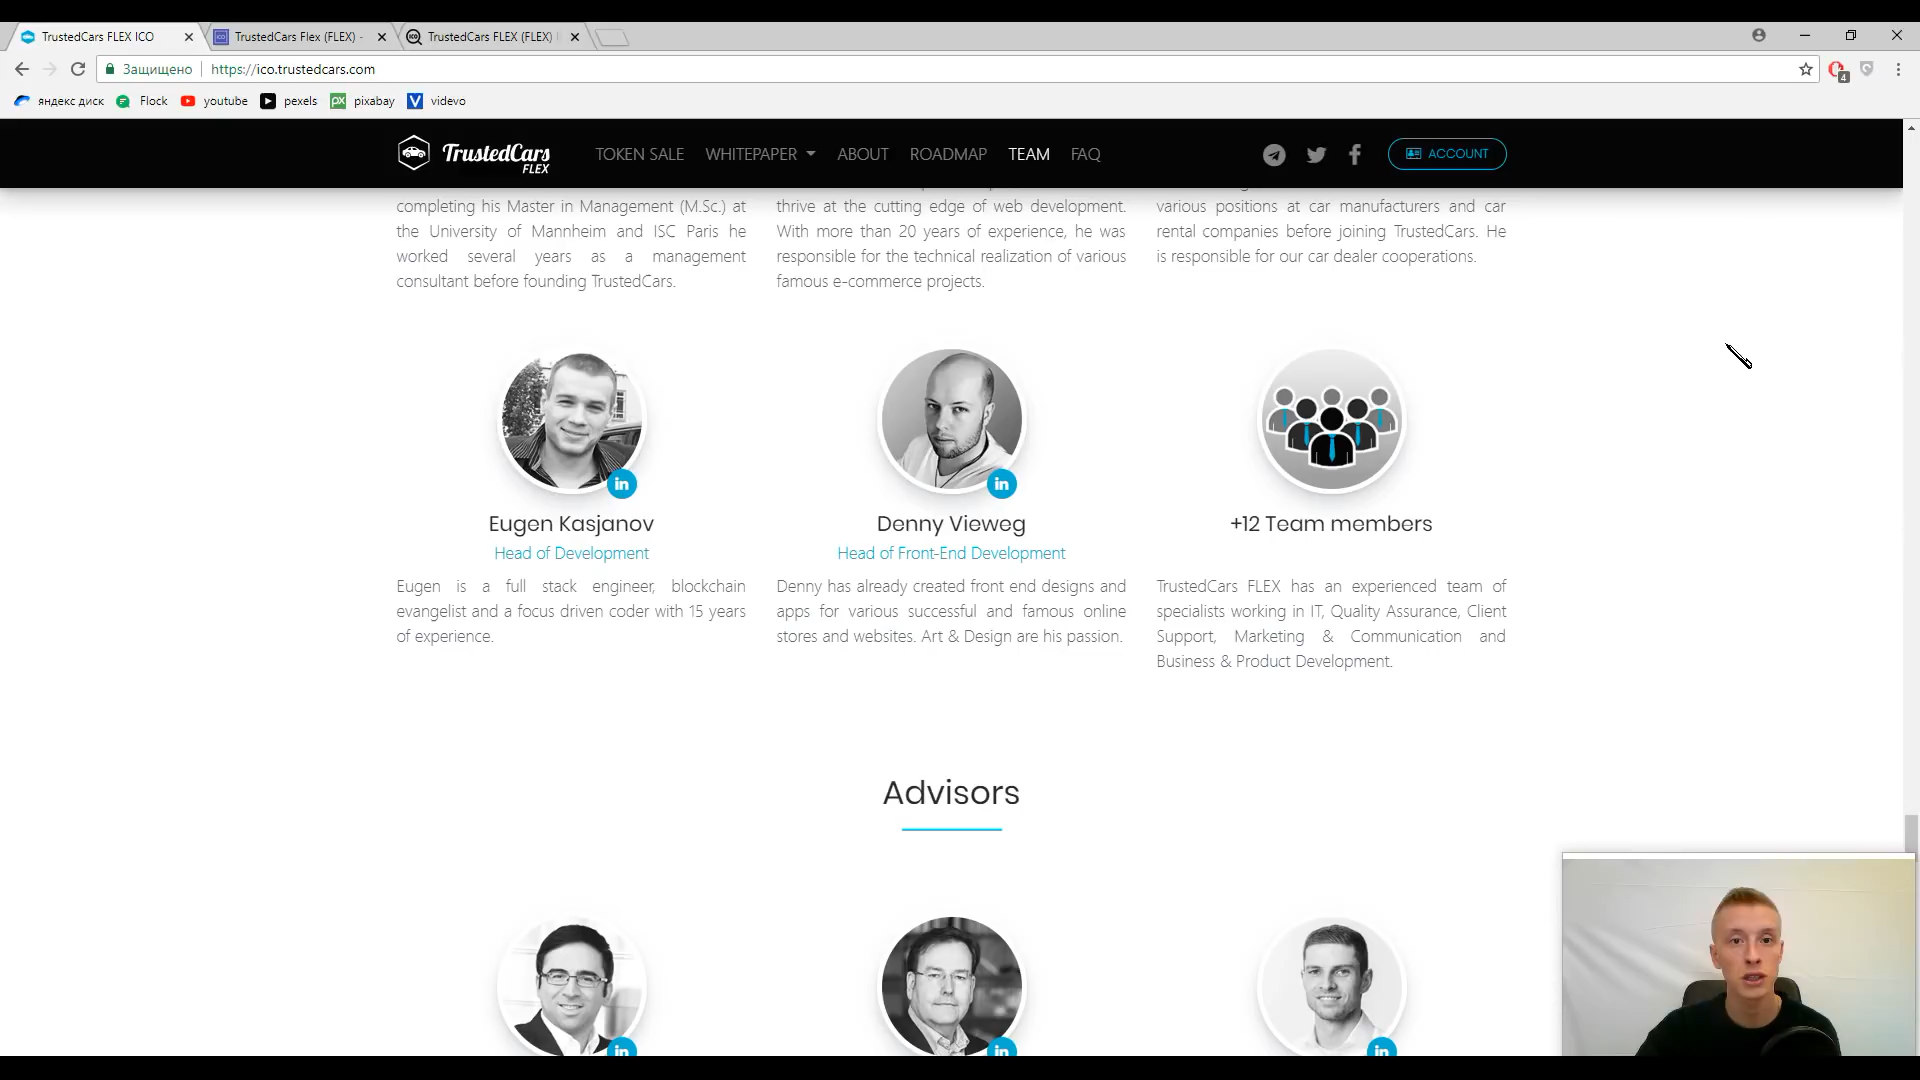 TrustedCars FLEX ICO
TrustedCars Flex (FLEX) -
TrustedCars FLEX (FLEX)
Защищено
https://ico.trustedcars.com
4
яндекс диск
Flock
youtube
pexels
pixabay
videvo
TrustedCars
FLEX
TOKEN SALE
WHITEPAPER
ABOUT
ROADMAP
TEAM
FAQ
ACCOUNT
completing his Master in Management (M.Sc.) at
the University of Mannheim and ISC Paris he
worked several years as a management
consultant before founding TrustedCars.
thrive at the cutting edge of web development.
With more than 20 years of experience, he was
responsible for the technical realization of various
famous e-commerce projects.
various positions at car manufacturers and car
rental companies before joining TrustedCars. He
is responsible for our car dealer cooperations.
in
Eugen Kasjanov
Head of Development
Eugen is a full stack engineer, blockchain
evangelist and a focus driven coder with 15 years
of experience.
in
Denny Vieweg
Head of Front-End Development
Denny has already created front end designs and
apps for various successful and famous online
stores and websites. Art & Design are his passion.
+12 Team members
TrustedCars FLEX has an experienced team of
specialists working in IT, Quality Assurance, Client
Support, Marketing & Communication and
Business & Product Development.
Advisors
in
in
in